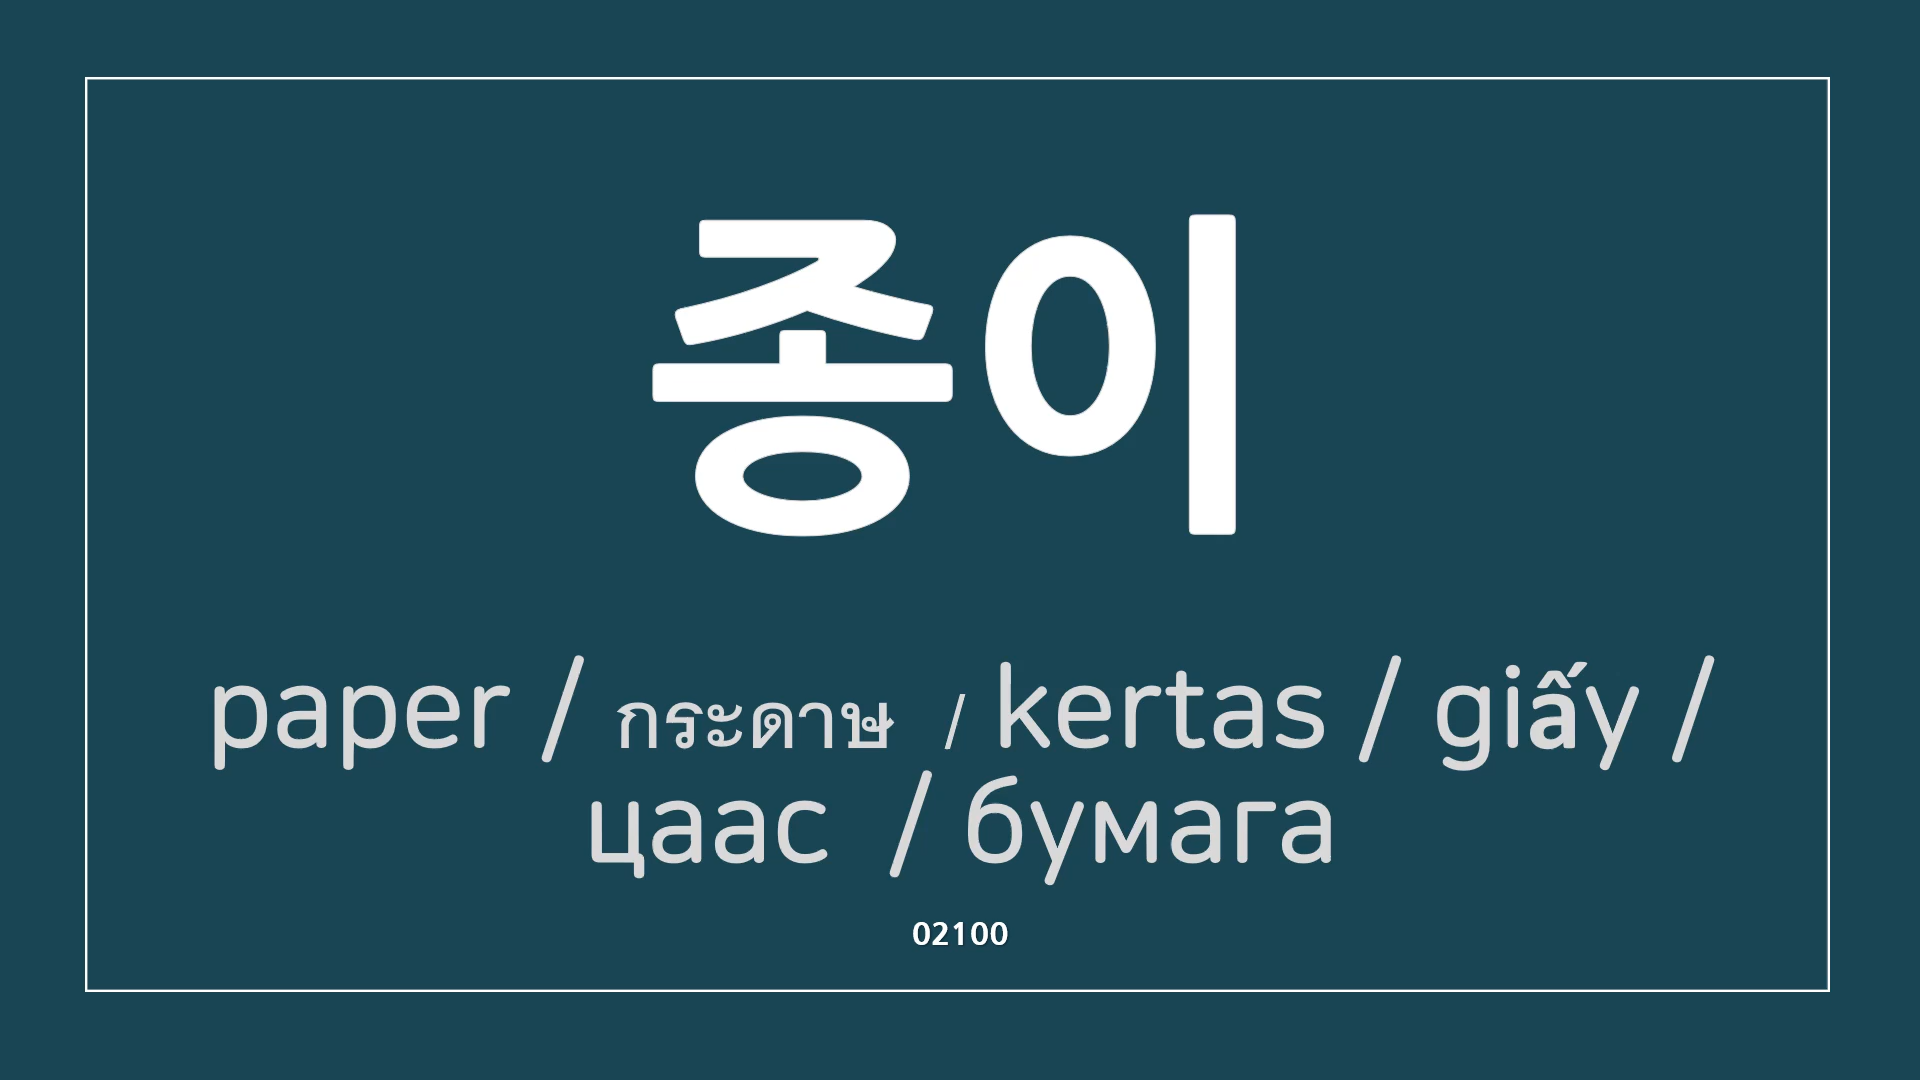 종이
paper / กระดาษ / kertas / giấy /
цаас / бумага
02100